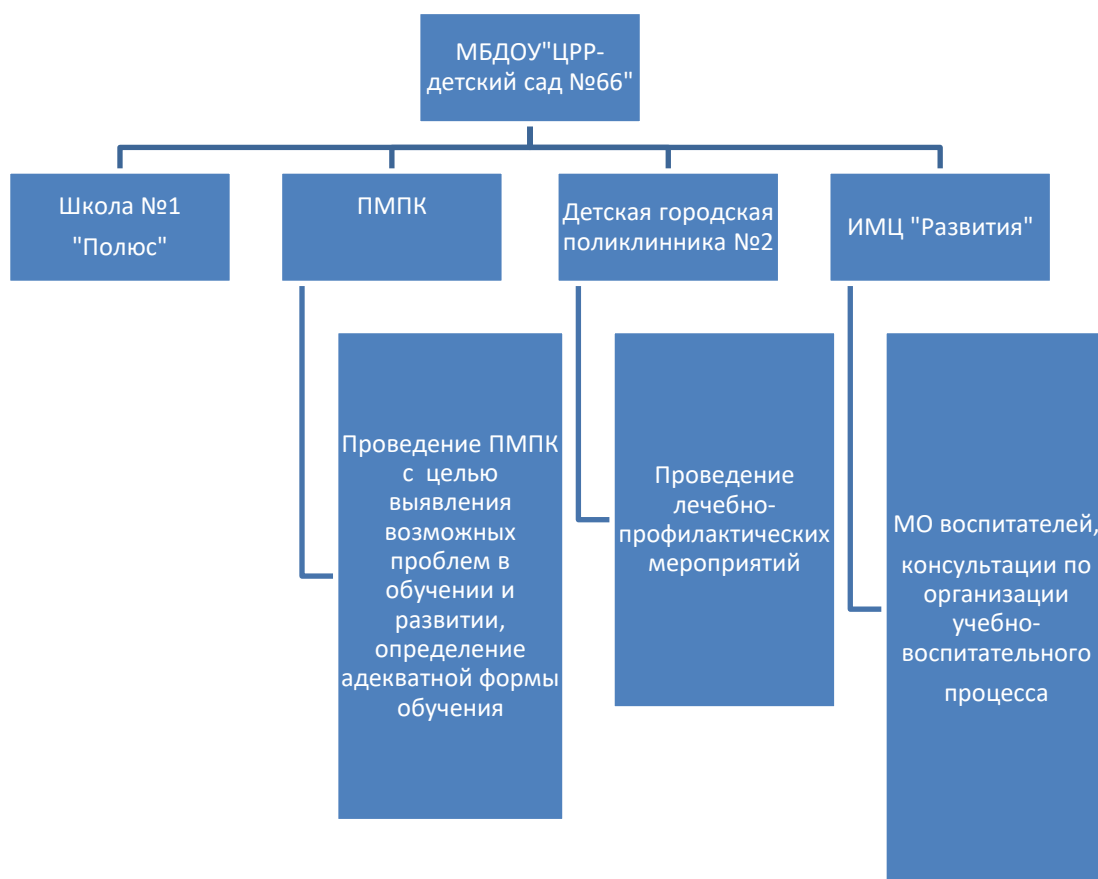 МБДОУ"ЦРР-
детский сад №66"
Школа №1
"Полюс"
ПМПК
Детская городская
поликлинника №2
ИМЦ "Развития"
Проведение ПМПК
с целью
выявления
возможных
проблем в
обучении и
развитии,
определение
адекватной формы
обучения
Проведение
лечебно-
профилактических
мероприятий
МО воспитателей,
консультации по
организации
учебно-
воспитательного
процесса